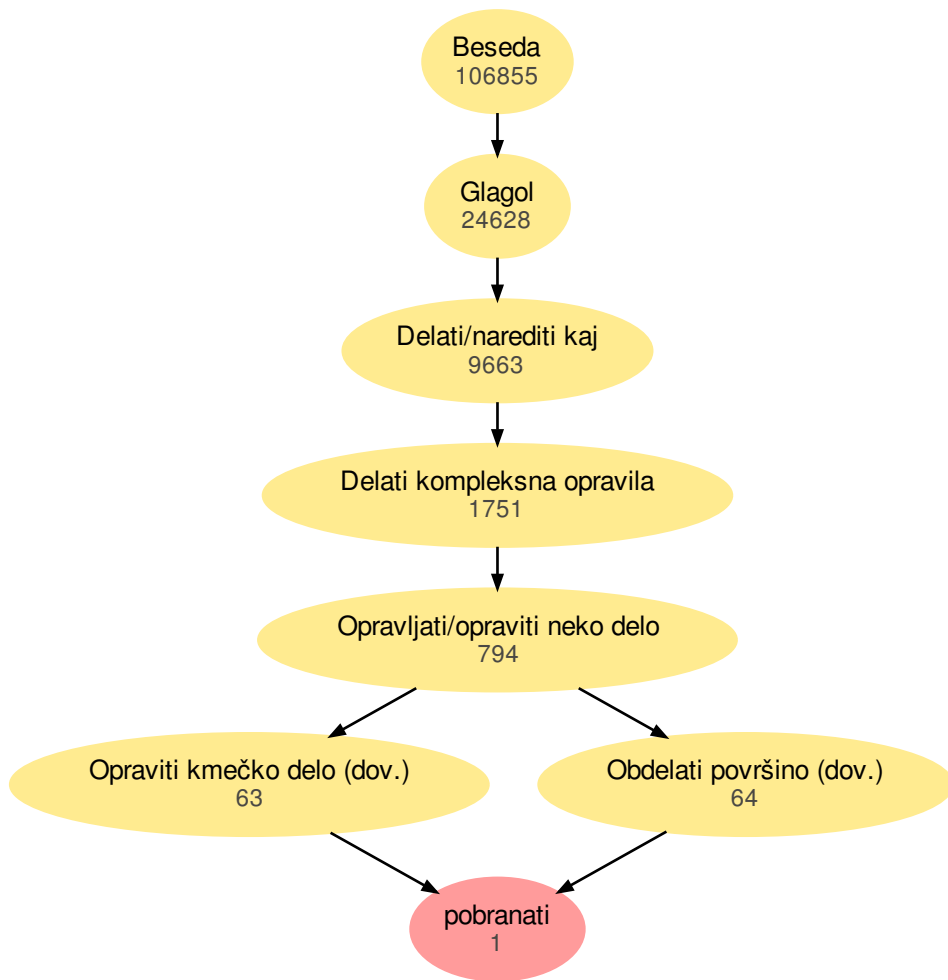 Beseda
106855
Glagol
24628
Delati/narediti kaj
9663
Delati kompleksna opravila
1751
Opravljati/opraviti neko delo
794
Opraviti kmečko delo (dov.)
63
Obdelati površino (dov.)
64
pobranati
1